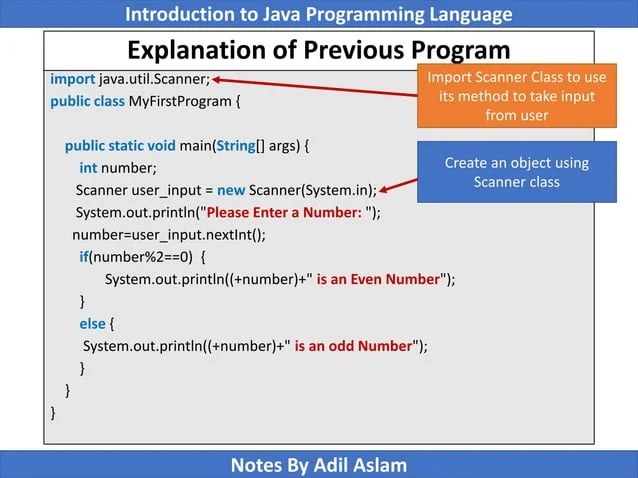 Introduction to Java Programming Language
Explanation of Previous Program
import java.util.Scanner;
public class MyFirstProgram {
public static void main(String[] args) {
int number;
Scanner user_input = new Scanner(System.in);
System.out.println("Please Enter a Number: ");
number=user_input.nextInt();
if(number%2==0) {
System.out.println((+number)+" is an Even Number");
}
else {
System.out.println((+number)+" is an odd Number");
}
}
}
Import Scanner Class to use
its method to take input
from user
Create an object using
Scanner class
Notes By Adil Aslam